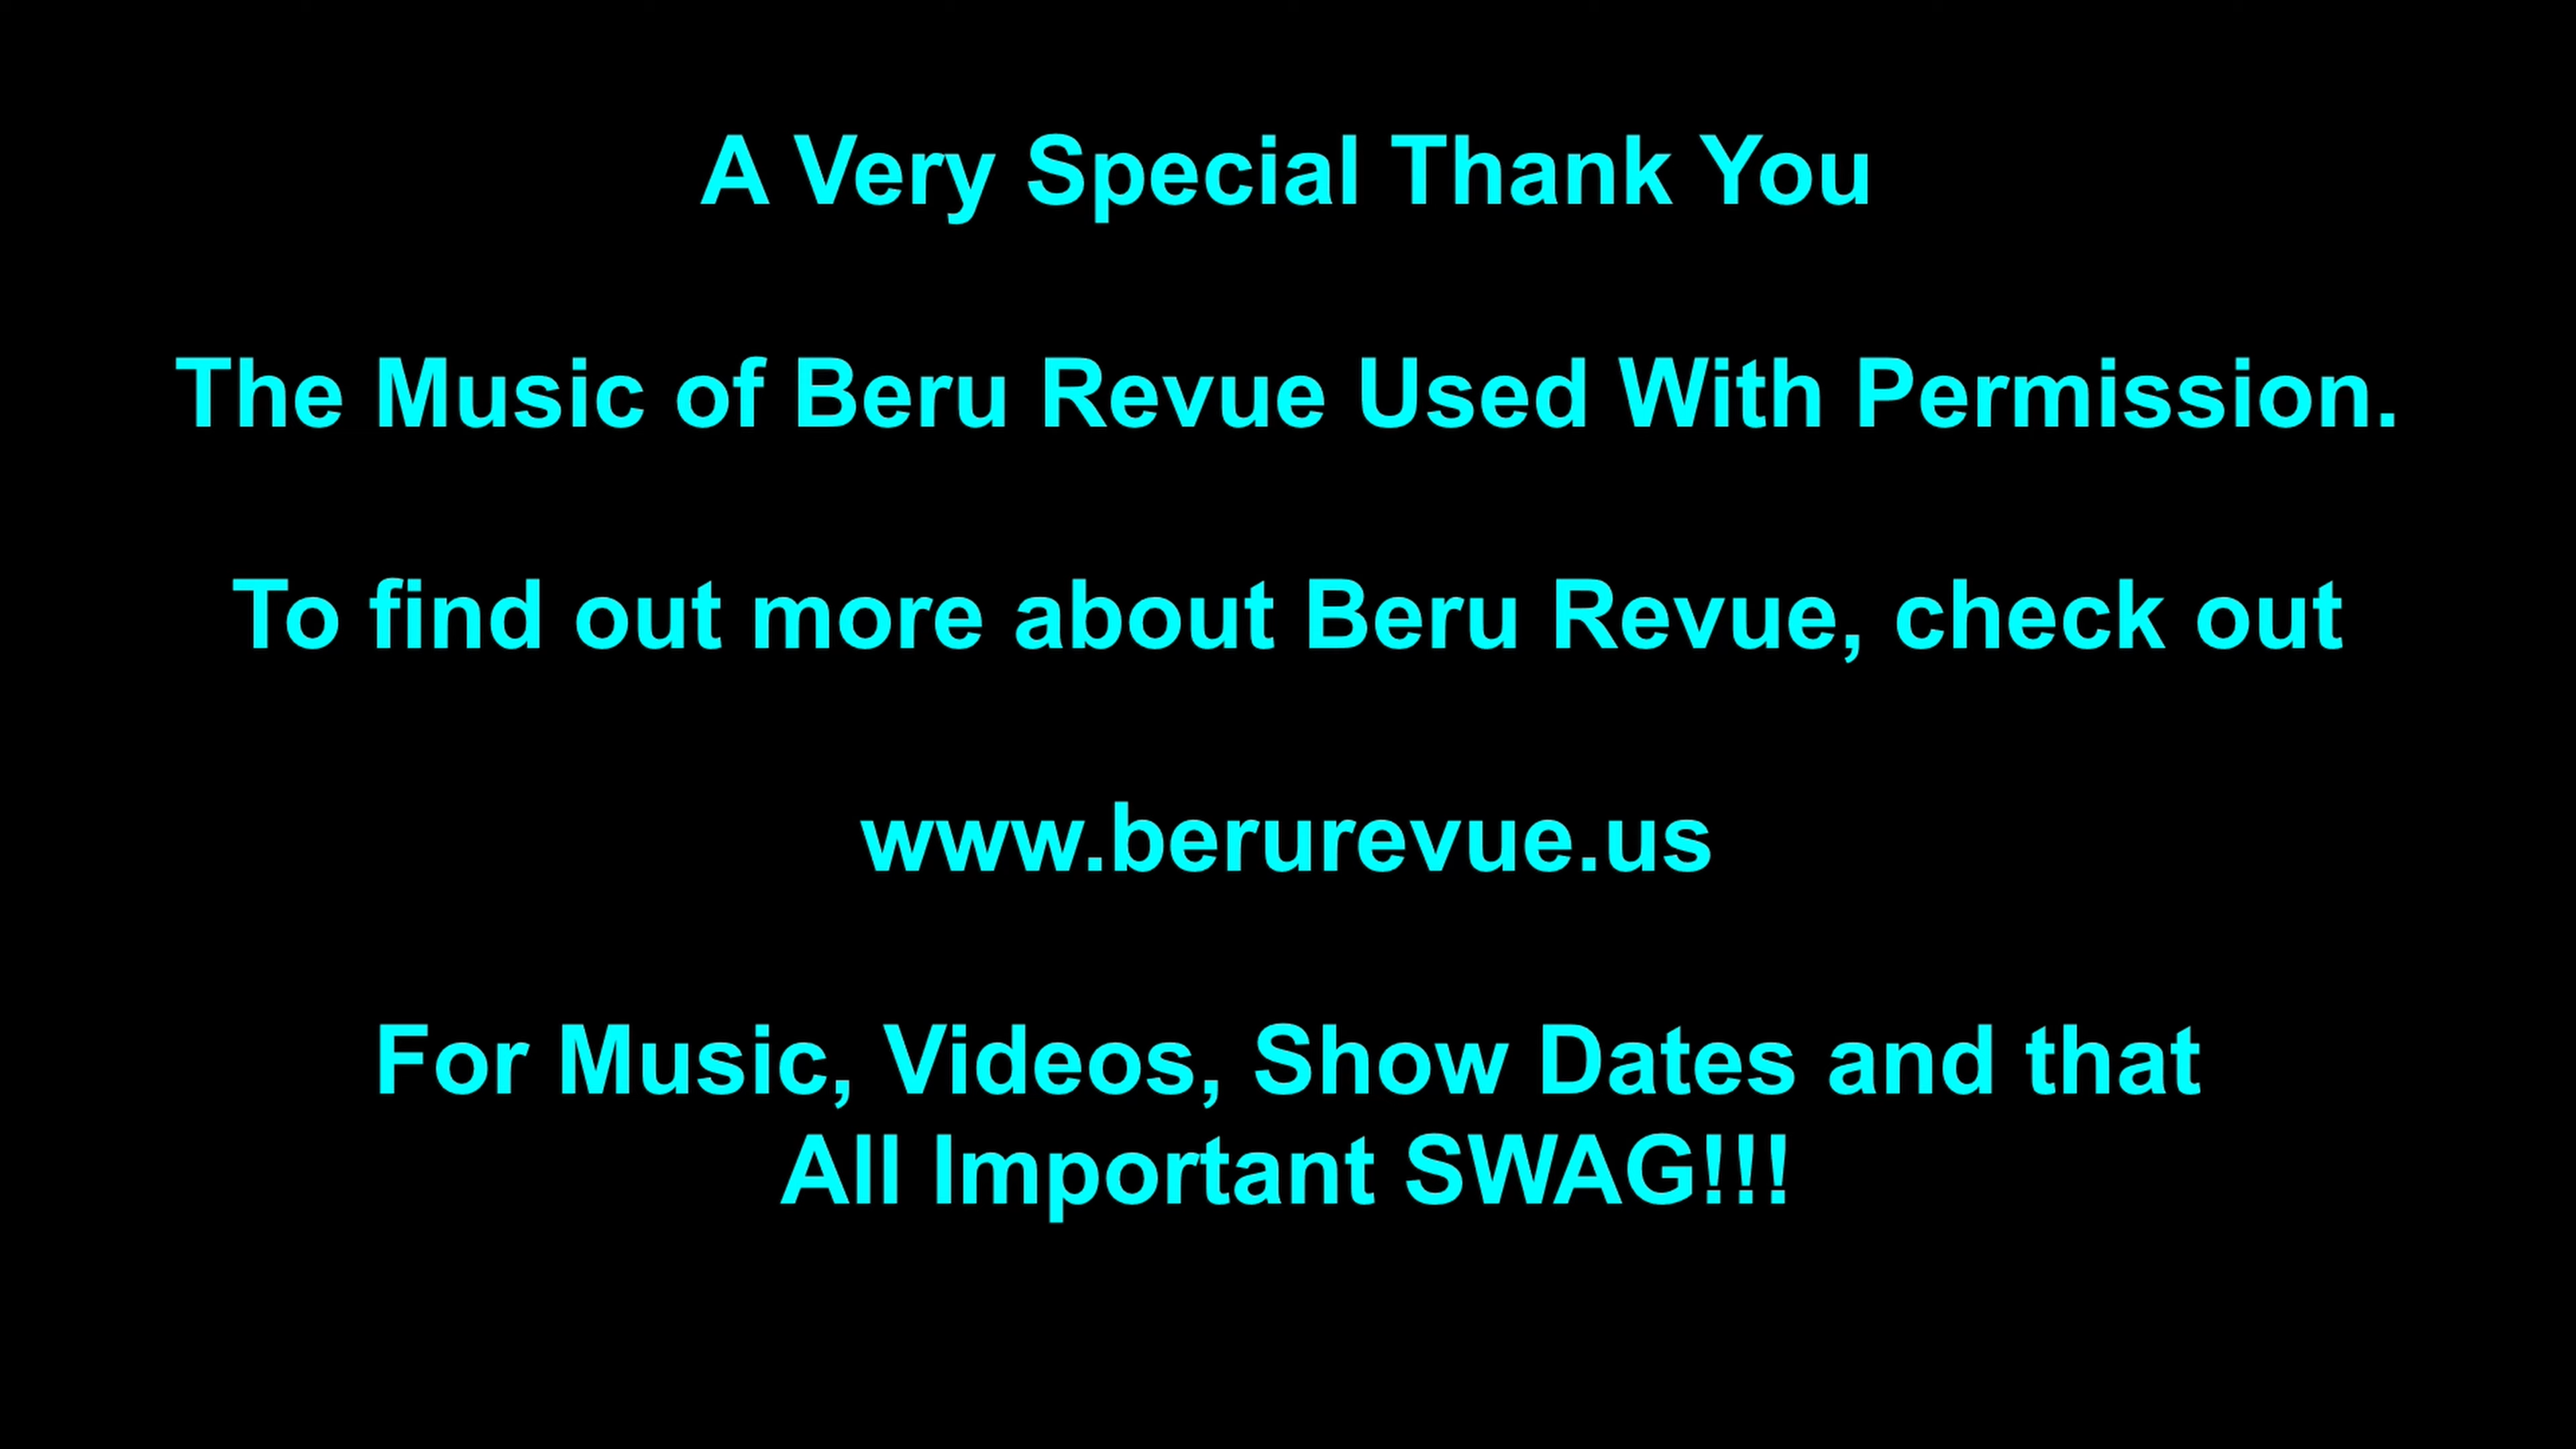 A Very Special Thank You
The Music of Beru Revue Used With Permission.
To find out more about Beru Revue, check out
www.berurevue.us
For Music, Videos, Show Dates and that
All Important SWAG!!!